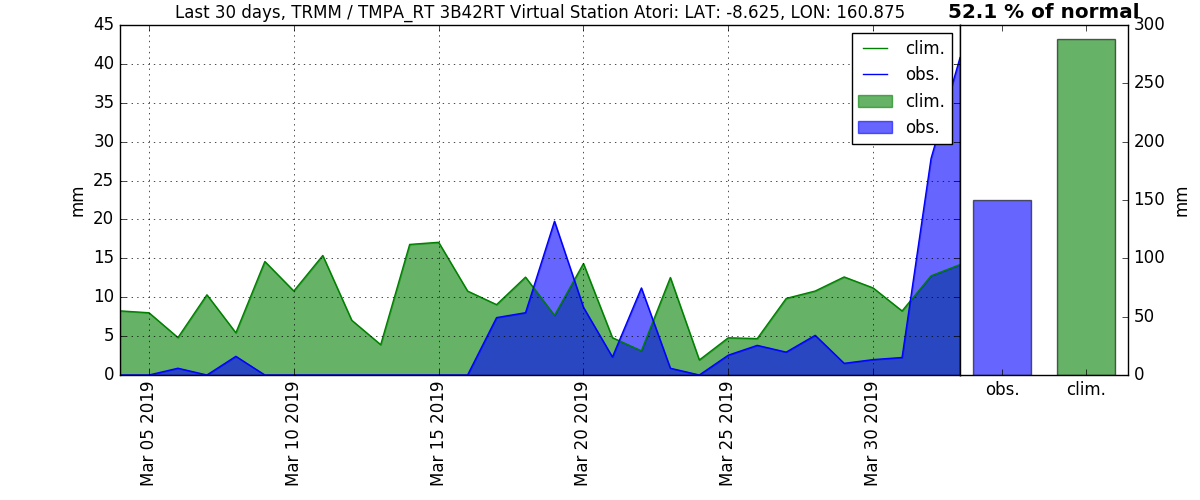 Last 30 days, TRMM / TMPA_RT 3B42RT Virtual Station Atori: LAT: -8.625, LON: 160.875
52.1 % of normal
45
40
35
30
25
20
15
10
5
0
mm
clim.
obs.
clim.
obs.
300
250
200
150
100
50
0
mm
Mar 05 2019
Mar 10 2019
Mar 15 2019
Mar 20 2019
Mar 25 2019
Mar 30 2019
obs.
clim.